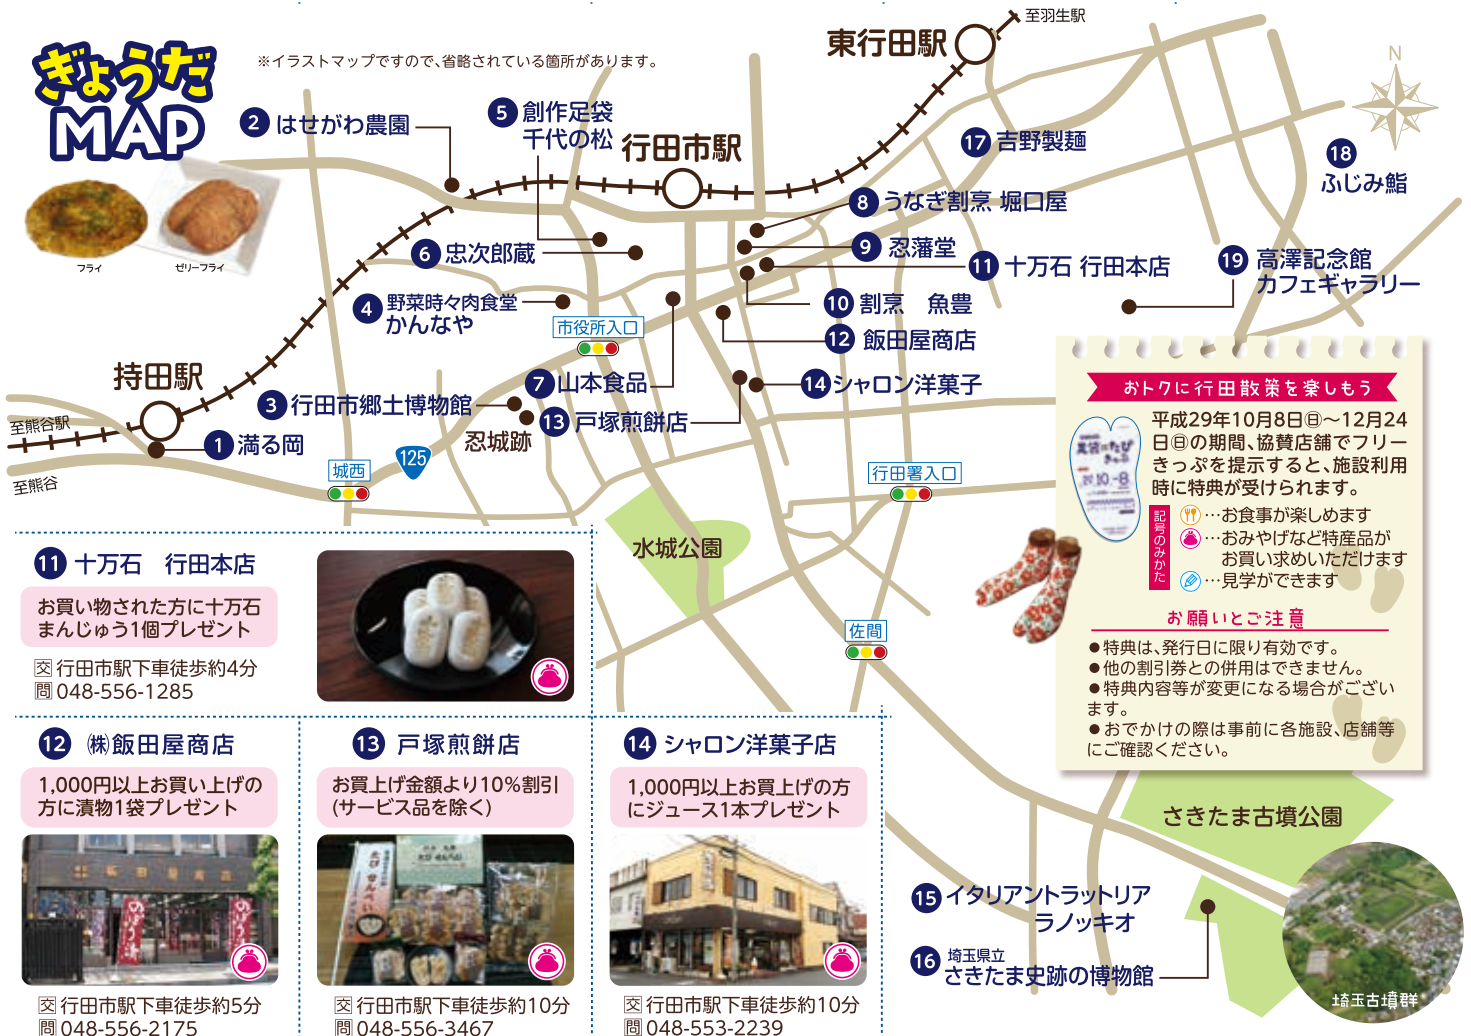 ぎょうだ
MAP
※イラストマップですので、省略されている箇所があります。
フライ
ゼリーフライ
至羽生駅
東行田駅
N
2 はせがわ農園
5 創作足袋
千代の松
行田市駅
17 吉野製麺
18
ふじみ鮨
8 うなぎ割烹 堀口屋
6 忠次郎蔵
9 忍藩堂
11 十万石 行田本店
19 高澤記念館
カフェギャラリー
4 野菜時々肉食堂
かんなや
10 割烹　魚豊
市役所入口
12 飯田屋商店
持田駅
7 山本食品
14 シャロン洋菓子
3 行田市郷土博物館
13 戸塚煎餅店
忍城跡
至熊谷駅
1 満る岡
125
城西
至熊谷
行田署入口
水城公園
佐間
おトクに行田散策を楽しもう
平成29年10月8日㊐～12月24
日㊐の期間、協賛店舗でフリー
きっぷを提示すると、施設利用
時に特典が受けられます。
記号のみかた
…お食事が楽しめます
…おみやげなど特産品が
お買い求めいただけます
…見学ができます
お願いとご注意
●特典は、発行日に限り有効です。
●他の割引券との併用はできません。
●特典内容等が変更になる場合がござい
ます。
●おでかけの際は事前に各施設、店舗等
にご確認ください。
さきたま古墳公園
15 イタリアントラットリア
ラノッキオ
16 埼玉県立
さきたま史跡の博物館
埼玉古墳群
11 十万石　行田本店
お買い物された方に十万石
まんじゅう1個プレゼント
交 行田市駅下車徒歩約4分
問 048-556-1285
12 ㈱飯田屋商店
1,000円以上お買い上げの
方に漬物1袋プレゼント
交 行田市駅下車徒歩約5分
問 048-556-2175
13 戸塚煎餅店
お買上げ金額より10%割引
(サービス品を除く)
交 行田市駅下車徒歩約10分
問 048-556-3467
14 シャロン洋菓子店
1,000円以上お買上げの方
にジュース1本プレゼント
交 行田市駅下車徒歩約10分
問 048-553-2239